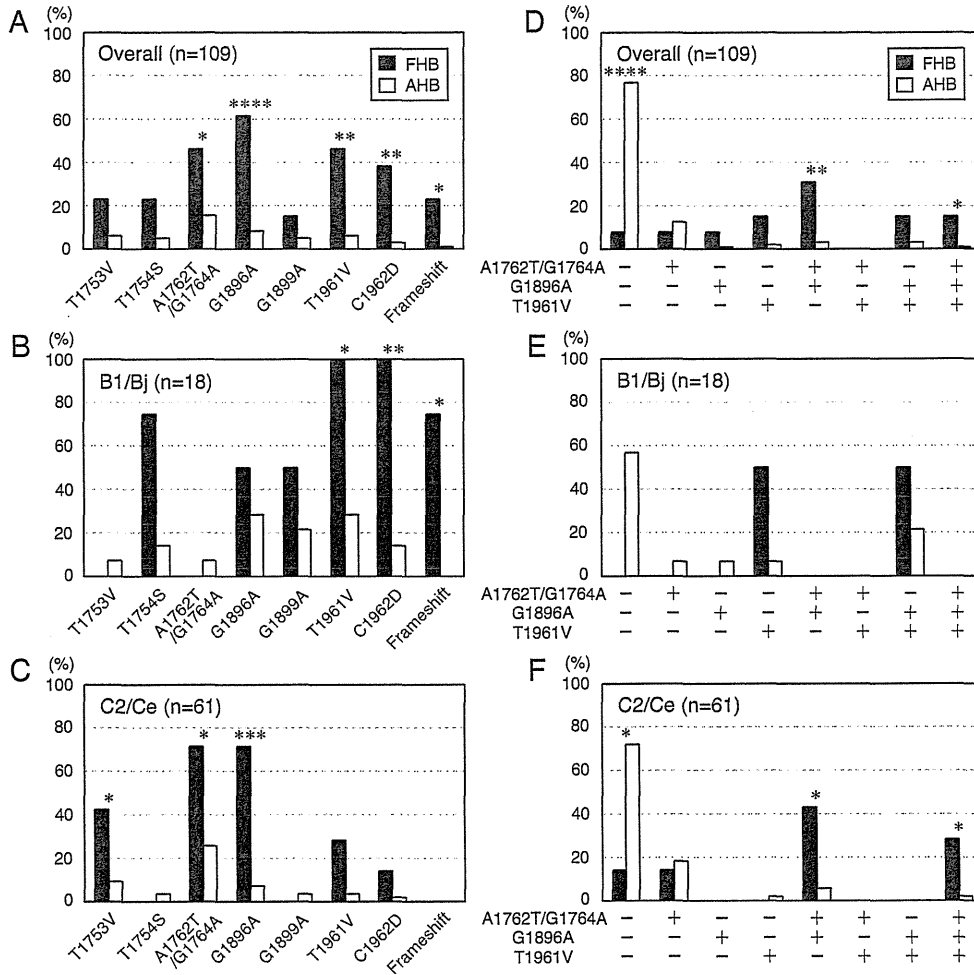 A
(%)
Overall (n=109)
FHB
AHB
100
80
60
40
20
0
*
****
**
**
*
T1753V
T1754S
A1762T
/G1764A
G1896A
G1899A
T1961V
C1962D
Frameshift
B
(%)
B1/Bj (n=18)
100
80
60
40
20
0
*
**
*
T1753V
T1754S
A1762T
/G1764A
G1896A
G1899A
T1961V
C1962D
Frameshift
C
(%)
C2/Ce (n=61)
100
80
60
40
20
0
*
*
***
T1753V
T1754S
A1762T
/G1764A
G1896A
G1899A
T1961V
C1962D
Frameshift
D
(%)
Overall (n=109)
FHB
AHB
100
80
60
40
20
0
****
**
*
A1762T/G1764A − + − − + + − +
G1896A − − + − + − + +
T1961V − − − + − + + +
E
(%)
B1/Bj (n=18)
100
80
60
40
20
0
A1762T/G1764A − + − − + + − +
G1896A − − + − + − + +
T1961V − − − + − + + +
F
(%)
C2/Ce (n=61)
100
80
60
40
20
0
*
*
*
A1762T/G1764A − + − − + + − +
G1896A − − + − + − + +
T1961V − − − + − + + +